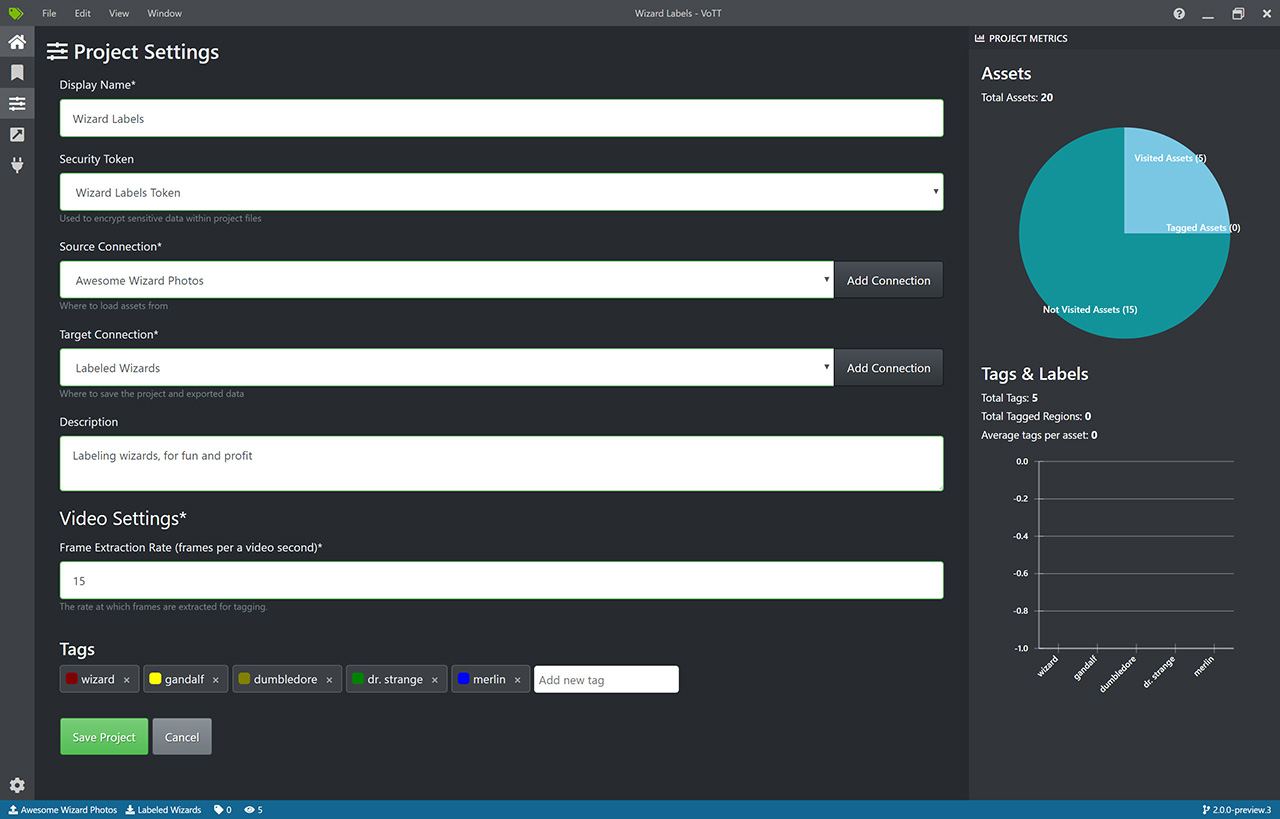 File Edit View Window
Wizard Labels - VoTT
Project Settings
Display Name*
Wizard Labels
Security Token
Wizard Labels Token
Used to encrypt sensitive data within project files
Source Connection*
Awesome Wizard Photos
Add Connection
Where to load assets from
Target Connection*
Labeled Wizards
Add Connection
Where to save the project and exported data
Description
Labeling wizards, for fun and profit
Video Settings*
Frame Extraction Rate (frames per a video second)*
15
The rate at which frames are extracted for tagging.
Tags
wizard × gandalf × dumbledore × dr. strange × merlin × Add new tag
Save Project Cancel
PROJECT METRICS
Assets
Total Assets: 20
Visited Assets (5)
Tagged Assets (0)
Not Visited Assets (15)
Tags & Labels
Total Tags: 5
Total Tagged Regions: 0
Average tags per asset: 0
0.0
-0.2
-0.4
-0.6
-0.8
-1.0
wizard gandalf dumbledore dr. strange merlin
Awesome Wizard Photos Labeled Wizards 0 5
2.0.0-preview.3